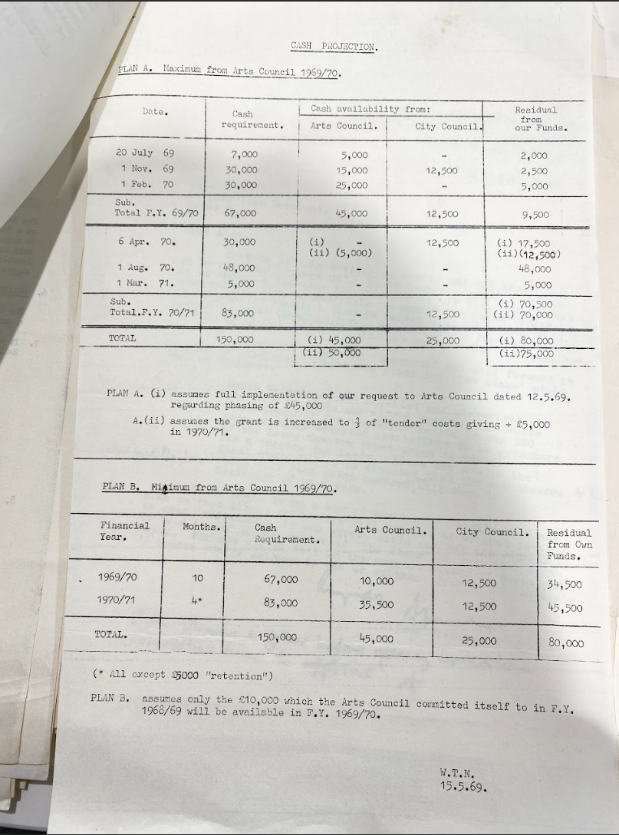 CASH PROJECTION.
PLAN A. Maximum from Arts Council 1969/70.
Date. Cash requirement. Cash availability from: Residual from our Funds.
Arts Council. City Council.
20 July 69 7,000 5,000 - 2,000
1 Nov. 69 30,000 15,000 12,500 2,500
1 Feb. 70 30,000 25,000 - 5,000
Sub.
Total F.Y. 69/70 67,000 45,000 12,500 9,500
6 Apr. 70. 30,000 (i) - 12,500 (i) 17,500
(ii) (5,000) (ii)(12,500)
1 Aug. 70. 48,000 - - 48,000
1 Mar. 71. 5,000 - - 5,000
Sub. (i) 70,500
Total.F.Y. 70/71 83,000 - 12,500 (ii) 70,000
TOTAL 150,000 (i) 45,000 25,000 (i) 80,000
(ii) 50,000 (ii)75,000
PLAN A. (i) assumes full implementation of our request to Arts Council dated 12.5.69.
regarding phasing of £45,000
A.(ii) assumes the grant is increased to of "tender" costs giving + £5,000
in 1970/71.
PLAN B. Minimum from Arts Council 1969/70.
Financial Year. Months. Cash Requirement. Arts Council. City Council. Residual from Own Funds.
1969/70 10 67,000 10,000 12,500 34,500
1970/71 4* 83,000 35,500 12,500 45,500
TOTAL. 150,000 45,000 25,000 80,000
(* All except £5000 "retention")
PLAN B. assumes only the £10,000 which the Arts Council committed itself to in F.Y.
1968/69 will be available in F.Y. 1969/70.
W.T.N.
15.5.69.